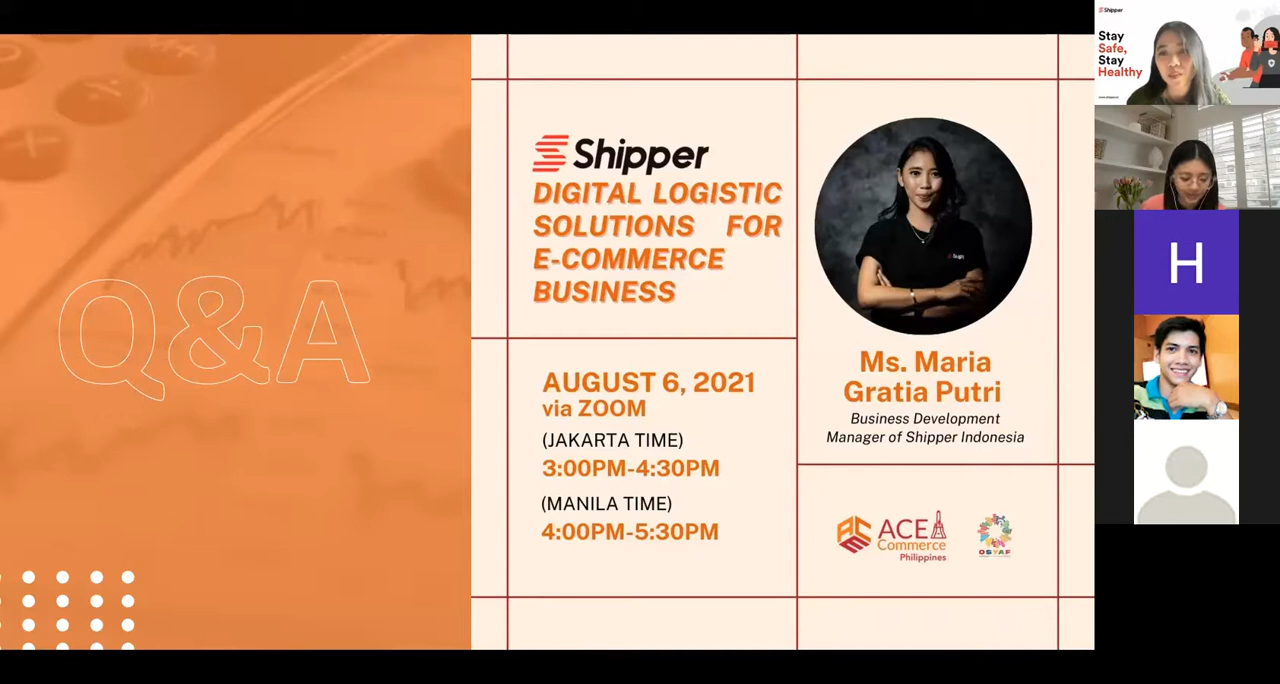 Q&A
Shipper
DIGITAL LOGISTIC
SOLUTIONS FOR
E-COMMERCE
BUSINESS
AUGUST 6, 2021
via ZOOM
(JAKARTA TIME)
3:00PM-4:30PM
(MANILA TIME)
4:00PM-5:30PM
Ms. Maria
Gratia Putri
Business Development
Manager of Shipper Indonesia
ACE
Commerce
Philippines
OSYAF
Shipper
Stay
Safe,
Stay
Healthy
H